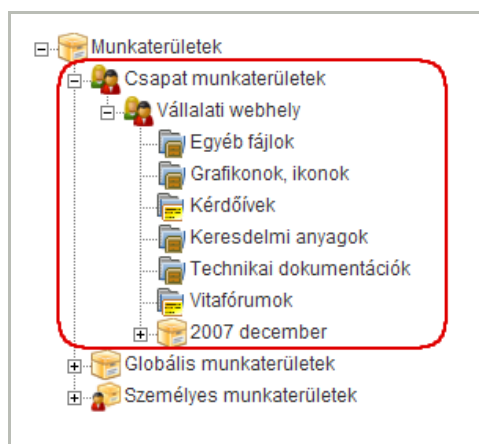 Munkaterületek
Csapat munkaterületek
Vállalati webhely
Egyéb fájlok
Grafikonok, ikonok
Kérdőívek
Keresdelmi anyagok
Technikai dokumentációk
Vitafórumok
2007 december
Globális munkaterületek
Személyes munkaterületek